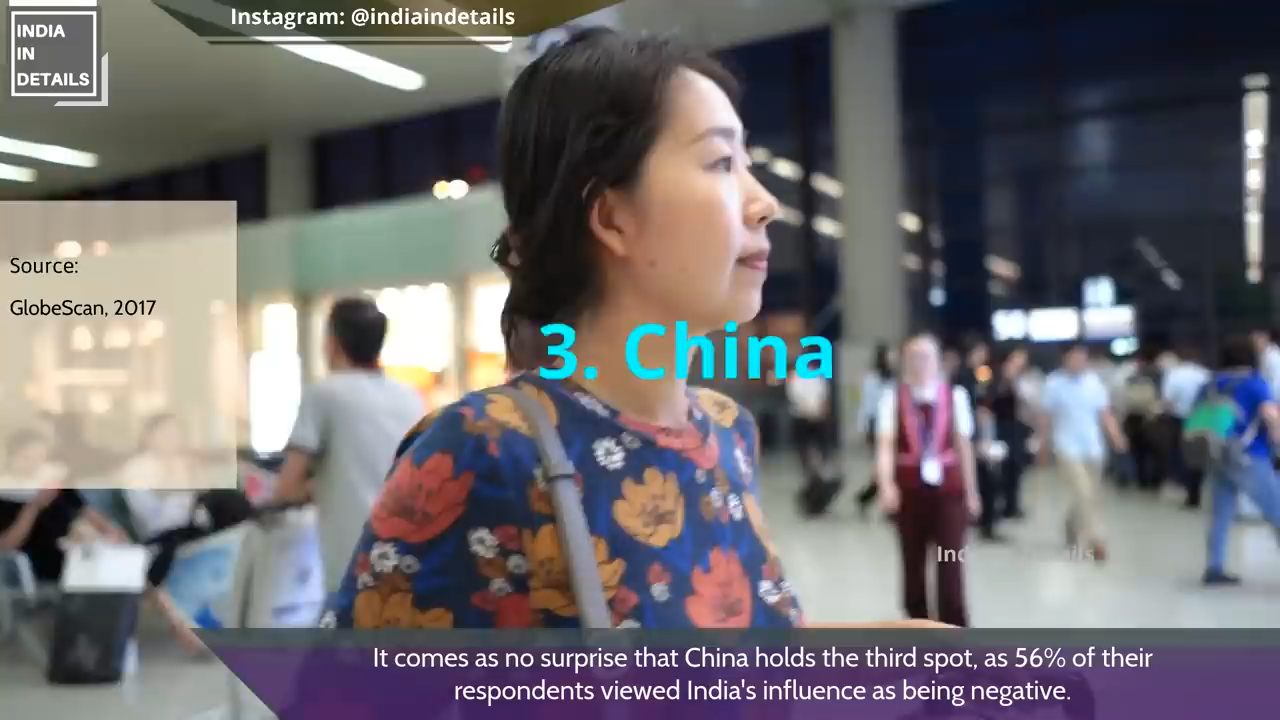 Instagram: @indiaindetails
INDIA
IN
DETAILS
Source:
GlobeScan, 2017
3. China
It comes as no surprise that China holds the third spot, as 56% of their
respondents viewed India's influence as being negative.